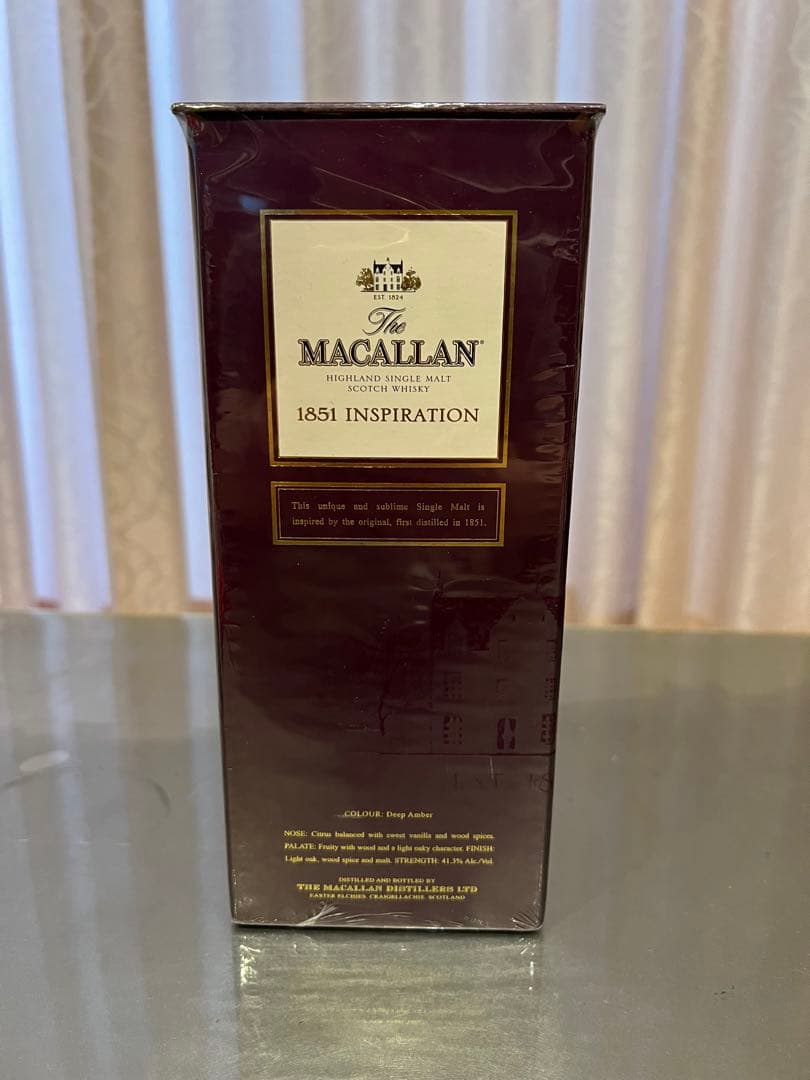 EST. 1824
The
MACALLAN®
HIGHLAND SINGLE MALT
SCOTCH WHISKY
1851 INSPIRATION
This unique and sublime Single Malt is
inspired by the original, first distilled in 1851.
EST. 18
COLOUR: Deep Amber
NOSE: Citrus balanced with sweet vanilla and wood spices.
PALATE: Fruity with wood and a light oaky character. FINISH:
Light oak, wood spice and malt. STRENGTH: 41.3% Alc./Vol.
DISTILLED AND BOTTLED BY
THE MACALLAN DISTILLERS LTD
EASTER ELCHIES, CRAIGELLACHIE, SCOTLAND